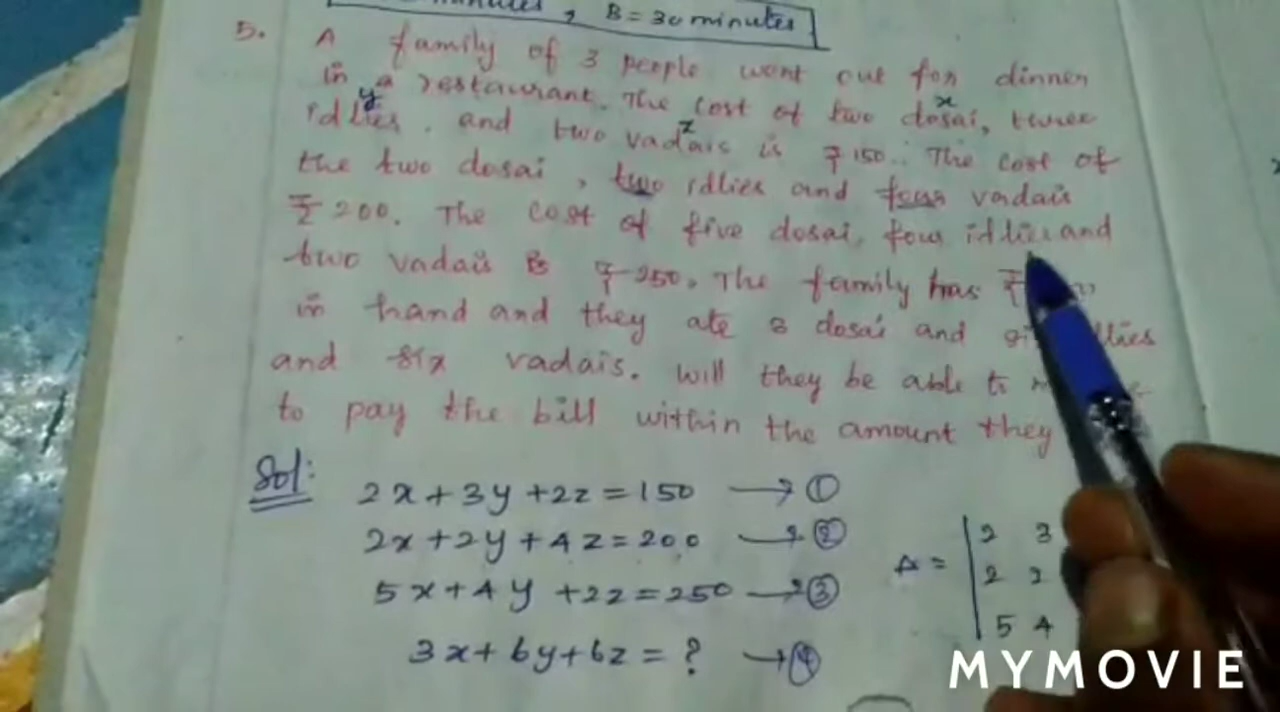 B = 30 minutes
5. A family of 3 people went out for dinner
in a restaurant. The cost of two dosai, three
x
y
idlies and two vadais is ₹150. The cost of
z
the two dosai, two idlies and four vadais
₹200. The cost of five dosai, four idlies and
two vadais is ₹250. The family has ₹
in hand and they ate 3 dosai and
and six vadais. Will they be able to
to pay the bill within the amount they
Sol:
2x + 3y + 2z = 150 → ①
2x + 2y + 4z = 200 → ②
5x + 4y + 2z = 250 → ③
3x + 6y + 6z = ? → ④
Δ =
2 3
2 2
5 4
MYMOVIE